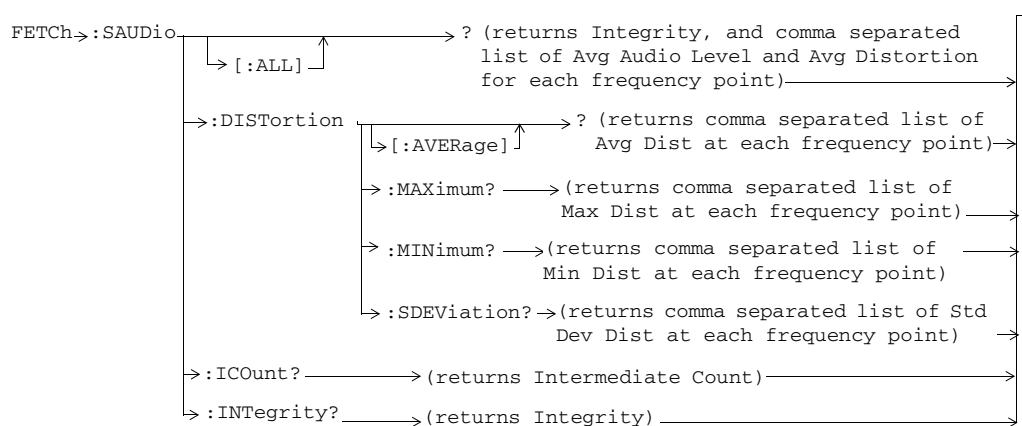 FETCh :SAUDio ? (returns Integrity, and comma separated
[:ALL] list of Avg Audio Level and Avg Distortion
for each frequency point)
:DISTortion ? (returns comma separated list of
[:AVERage] Avg Dist at each frequency point)
:MAXimum? (returns comma separated list of
Max Dist at each frequency point)
:MINimum? (returns comma separated list of
Min Dist at each frequency point)
:SDEViation? (returns comma separated list of Std
Dev Dist at each frequency point)
:ICOunt? (returns Intermediate Count)
:INTegrity? (returns Integrity)